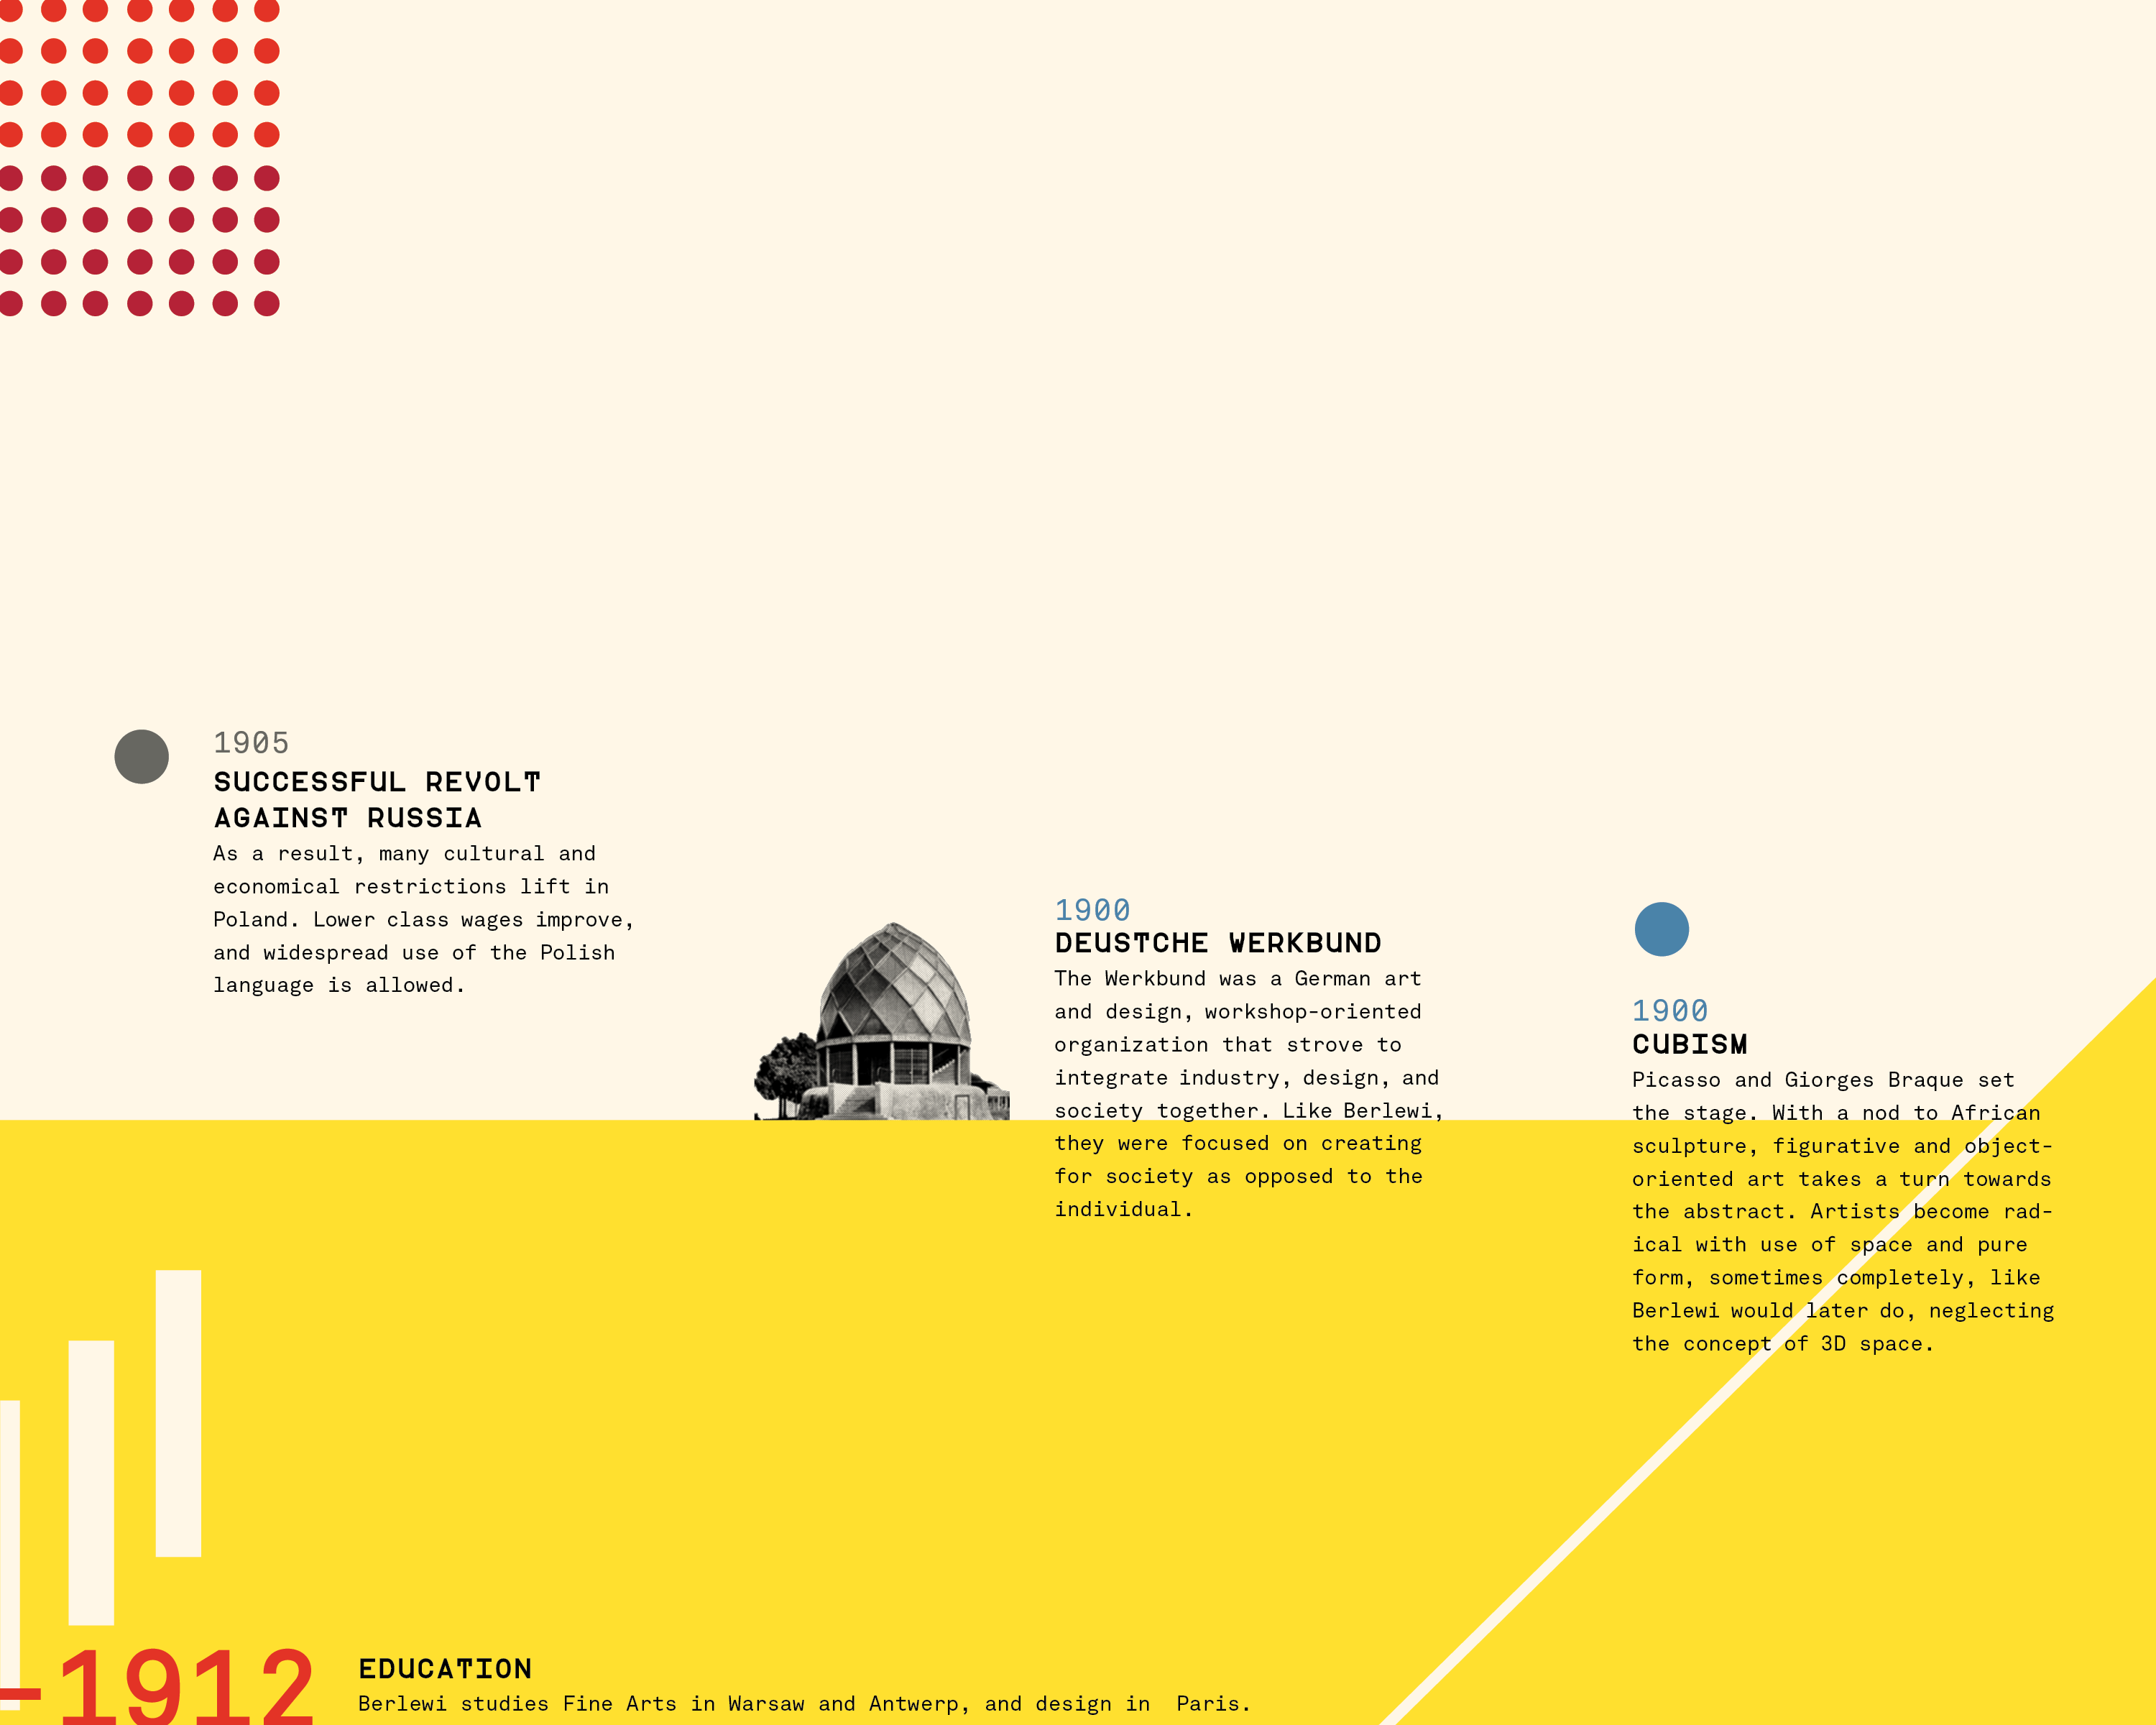 1905
SUCCESSFUL REVOLT
AGAINST RUSSIA
As a result, many cultural and
economical restrictions lift in
Poland. Lower class wages improve,
and widespread use of the Polish
language is allowed.
1900
DEUSTCHE WERKBUND
The Werkbund was a German art
and design, workshop-oriented
organization that strove to
integrate industry, design, and
society together. Like Berlewi,
they were focused on creating
for society as opposed to the
individual.
1900
CUBISM
Picasso and Giorges Braque set
the stage. With a nod to African
sculpture, figurative and object-
oriented art takes a turn towards
the abstract. Artists become rad-
ical with use of space and pure
form, sometimes completely, like
Berlewi would later do, neglecting
the concept of 3D space.
–1912
EDUCATION
Berlewi studies Fine Arts in Warsaw and Antwerp, and design in  Paris.